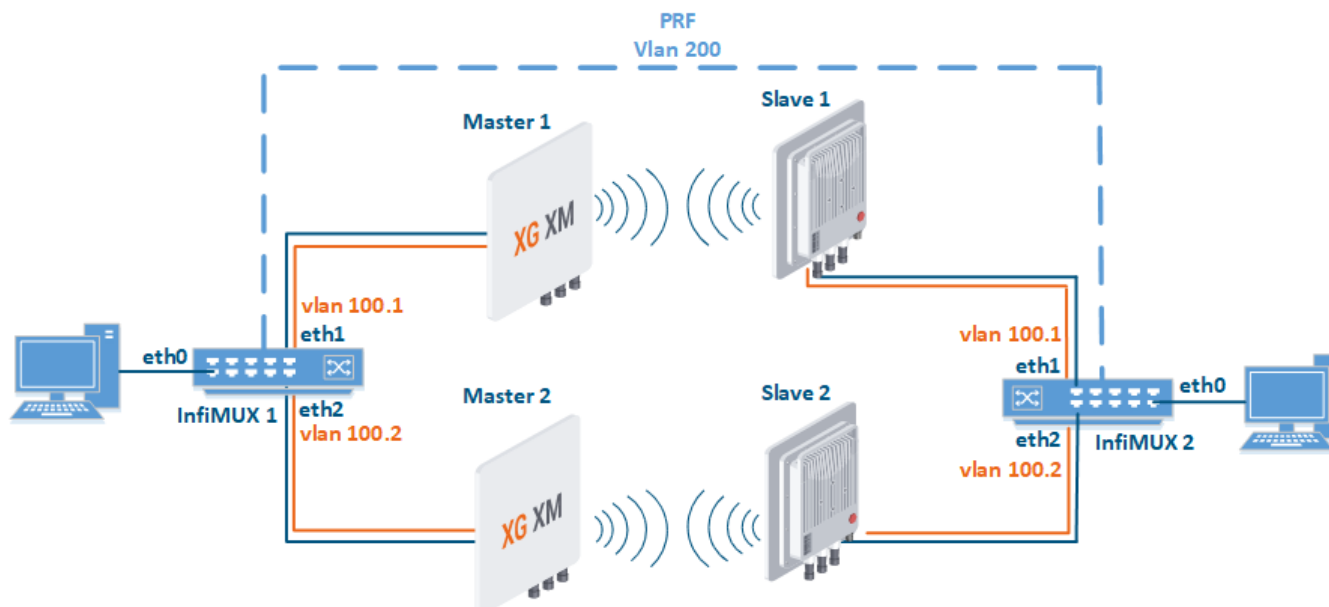 PRF
Vlan 200
Master 1
Slave 1
XG XM
vlan 100.1
eth1
eth0
InfiMUX 1
vlan 100.1
eth1
eth0
eth2
vlan 100.2
Master 2
Slave 2
eth2
InfiMUX 2
vlan 100.2
XG XM